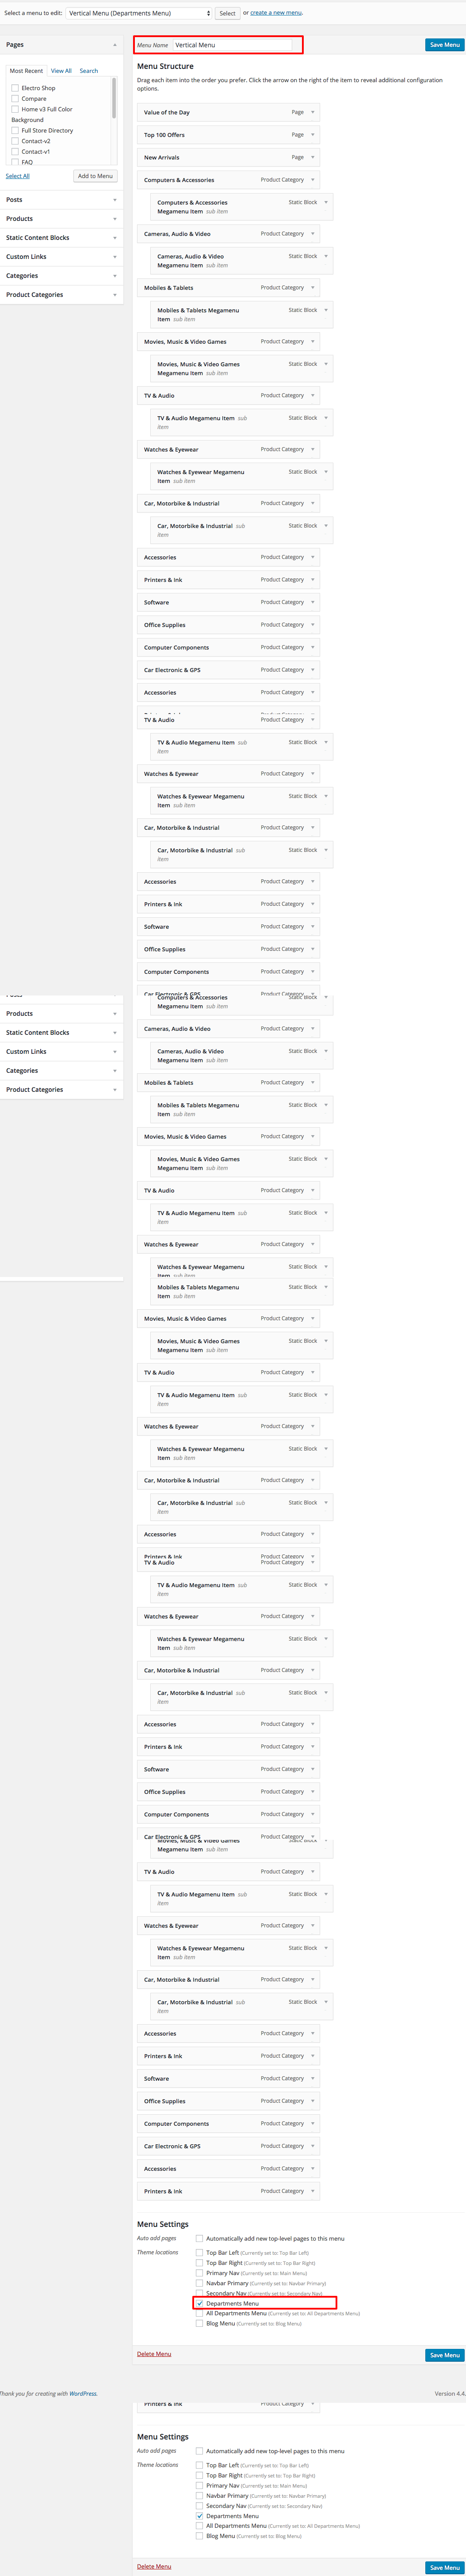 Select a menu to edit: Vertical Menu (Departments Menu) Select or create a new menu.
Pages
Most Recent View All Search
Electro Shop
Compare
Home v3 Full Color
Background
Full Store Directory
Contact-v2
Contact-v1
FAQ
Select All Add to Menu
Posts
Products
Static Content Blocks
Custom Links
Categories
Product Categories
Menu Name Vertical Menu Save Menu
Menu Structure
Drag each item into the order you prefer. Click the arrow on the right of the item to reveal additional configuration
options.
Value of the Day Page
Top 100 Offers Page
New Arrivals Page
Computers & Accessories Product Category
Computers & Accessories Static Block
Megamenu Item sub item
Cameras, Audio & Video Product Category
Cameras, Audio & Video Static Block
Megamenu Item sub item
Mobiles & Tablets Product Category
Mobiles & Tablets Megamenu Static Block
Item sub item
Movies, Music & Video Games Product Category
Movies, Music & Video Games Static Block
Megamenu Item sub item
TV & Audio Product Category
TV & Audio Megamenu Item sub Static Block
item
Watches & Eyewear Product Category
Watches & Eyewear Megamenu Static Block
Item sub item
Car, Motorbike & Industrial Product Category
Car, Motorbike & Industrial sub Static Block
item
Accessories Product Category
Printers & Ink Product Category
Software Product Category
Office Supplies Product Category
Computer Components Product Category
Car Electronic & GPS Product Category
Accessories Product Category
TV & Audio Product Category
TV & Audio Megamenu Item sub Static Block
item
Watches & Eyewear Product Category
Watches & Eyewear Megamenu Static Block
Item sub item
Car, Motorbike & Industrial Product Category
Car, Motorbike & Industrial sub Static Block
item
Accessories Product Category
Printers & Ink Product Category
Software Product Category
Office Supplies Product Category
Computer Components Product Category
Car Electronic & GPS Product Category
Products
Static Content Blocks
Custom Links
Categories
Product Categories
Computers & Accessories Static Block
Megamenu Item sub item
Cameras, Audio & Video Product Category
Cameras, Audio & Video Static Block
Megamenu Item sub item
Mobiles & Tablets Product Category
Mobiles & Tablets Megamenu Static Block
Item sub item
Movies, Music & Video Games Product Category
Movies, Music & Video Games Static Block
Megamenu Item sub item
TV & Audio Product Category
TV & Audio Megamenu Item sub Static Block
item
Watches & Eyewear Product Category
Watches & Eyewear Megamenu Static Block
Item sub item
Mobiles & Tablets Megamenu Static Block
Item sub item
Movies, Music & Video Games Product Category
Movies, Music & Video Games Static Block
Megamenu Item sub item
TV & Audio Product Category
TV & Audio Megamenu Item sub Static Block
item
Watches & Eyewear Product Category
Watches & Eyewear Megamenu Static Block
Item sub item
Car, Motorbike & Industrial Product Category
Car, Motorbike & Industrial sub Static Block
item
Accessories Product Category
Printers & Ink Product Category
TV & Audio Product Category
TV & Audio Megamenu Item sub Static Block
item
Watches & Eyewear Product Category
Watches & Eyewear Megamenu Static Block
Item sub item
Car, Motorbike & Industrial Product Category
Car, Motorbike & Industrial sub Static Block
item
Accessories Product Category
Printers & Ink Product Category
Software Product Category
Office Supplies Product Category
Computer Components Product Category
Car Electronic & GPS Product Category
Movies, Music & Video Games Static Block
Megamenu Item sub item
TV & Audio Product Category
TV & Audio Megamenu Item sub Static Block
item
Watches & Eyewear Product Category
Watches & Eyewear Megamenu Static Block
Item sub item
Car, Motorbike & Industrial Product Category
Car, Motorbike & Industrial sub Static Block
item
Accessories Product Category
Printers & Ink Product Category
Software Product Category
Office Supplies Product Category
Computer Components Product Category
Car Electronic & GPS Product Category
Accessories Product Category
Printers & Ink Product Category
Menu Settings
Auto add pages Automatically add new top-level pages to this menu
Theme locations Top Bar Left (Currently set to: Top Bar Left)
Top Bar Right (Currently set to: Top Bar Right)
Primary Nav (Currently set to: Main Menu)
Navbar Primary (Currently set to: Navbar Primary)
Secondary Nav (Currently set to: Secondary Nav)
Departments Menu
All Departments Menu (Currently set to: All Departments Menu)
Blog Menu (Currently set to: Blog Menu)
Delete Menu Save Menu
Thank you for creating with WordPress. Version 4.4.
Printers & Ink Product Category
Menu Settings
Auto add pages Automatically add new top-level pages to this menu
Theme locations Top Bar Left (Currently set to: Top Bar Left)
Top Bar Right (Currently set to: Top Bar Right)
Primary Nav (Currently set to: Main Menu)
Navbar Primary (Currently set to: Navbar Primary)
Secondary Nav (Currently set to: Secondary Nav)
Departments Menu
All Departments Menu (Currently set to: All Departments Menu)
Blog Menu (Currently set to: Blog Menu)
Delete Menu Save Menu